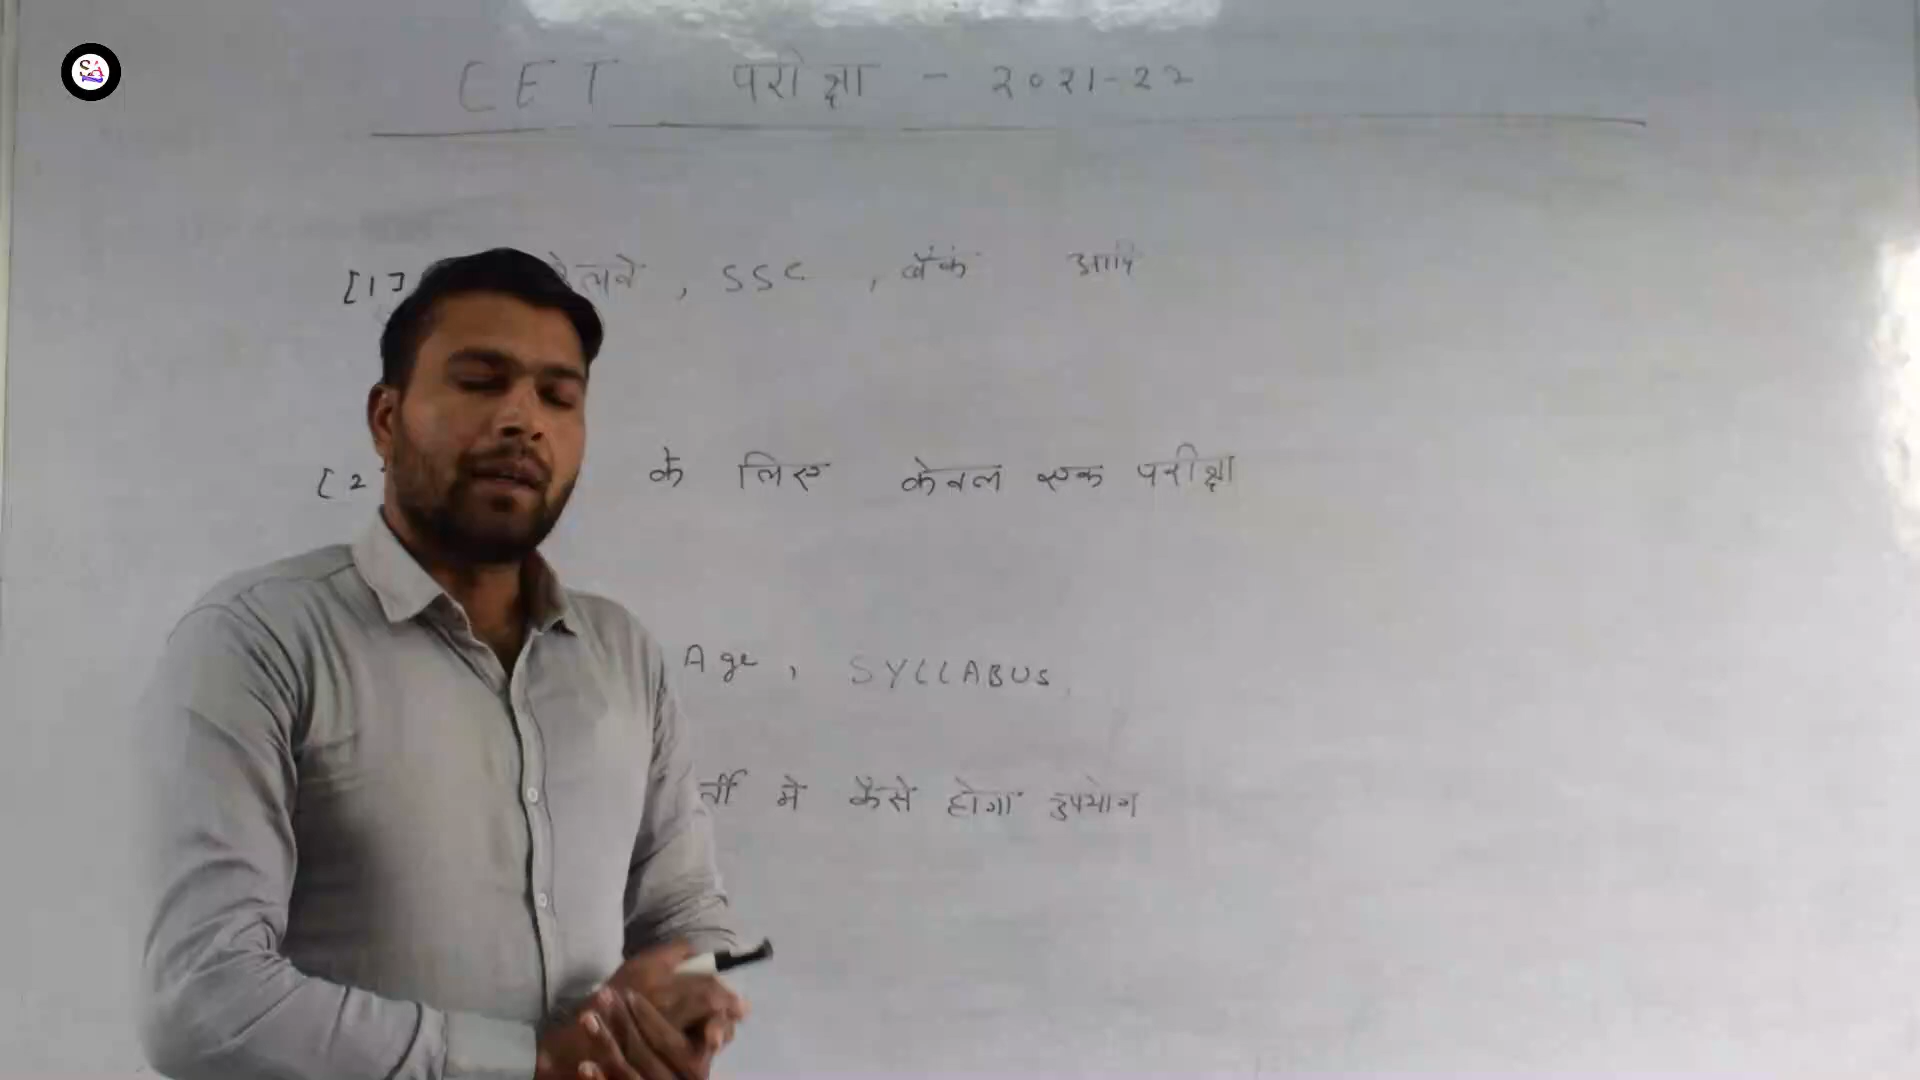 CET परीक्षा - २०२१-२२
[1] रेलवे, SSC, बैंक आदि
[2 के लिए केवल एक परीक्षा
Age, SYLLABUS
र्ती मे कैसे होगा उपयोग